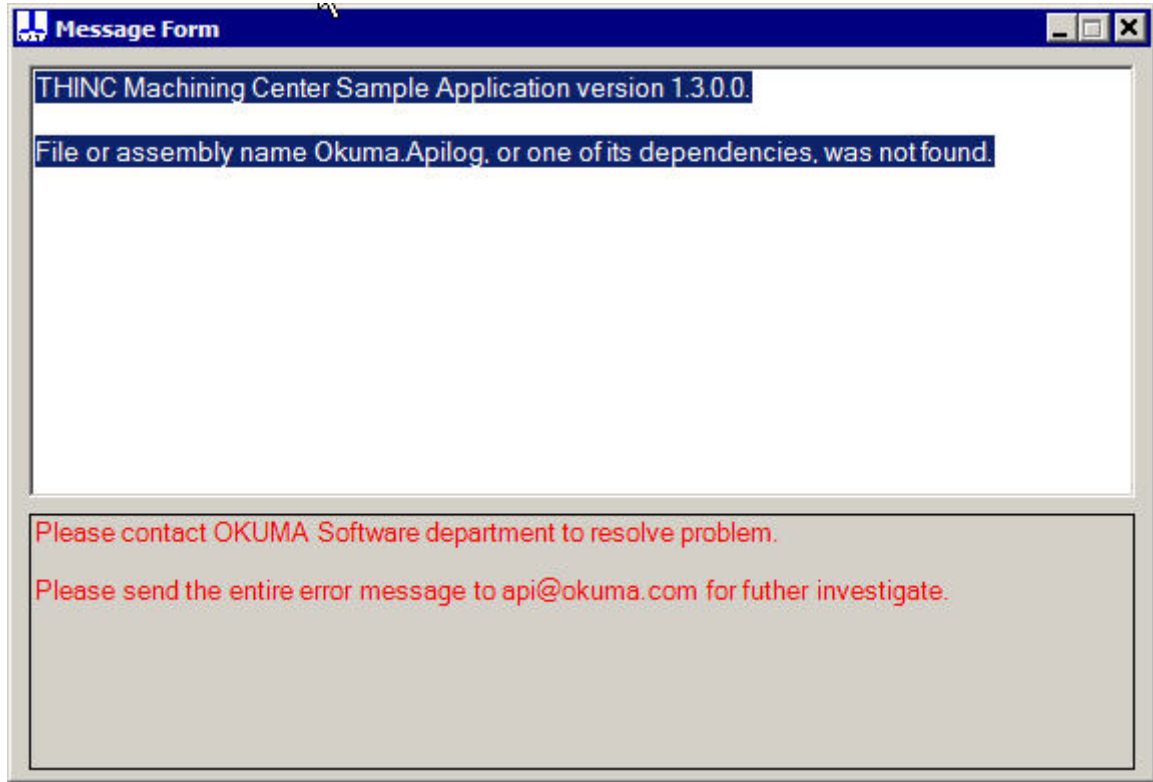 Message Form
THINC Machining Center Sample Application version 1.3.0.0.
File or assembly name Okuma.Apilog, or one of its dependencies, was not found.
Please contact OKUMA Software department to resolve problem.
Please send the entire error message to api@okuma.com for futher investigate.